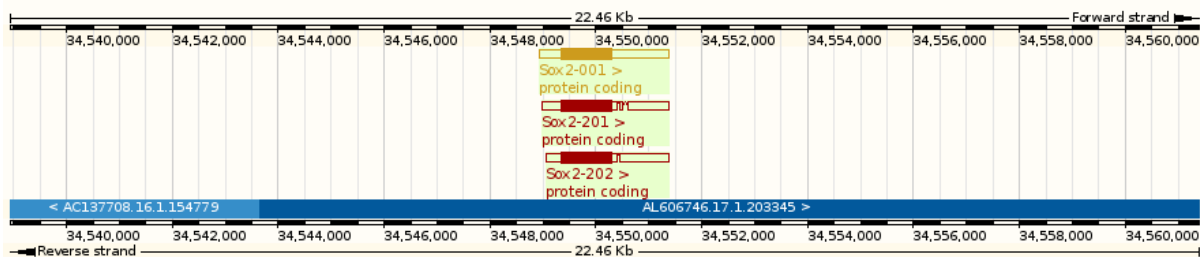 22.46 Kb Forward strand
34,540,000 34,542,000 34,544,000 34,546,000 34,548,000 34,550,000 34,552,000 34,554,000 34,556,000 34,558,000 34,560,000
Sox2-001 >
protein coding
Sox2-201 >
protein coding
Sox2-202 >
protein coding
< AC137708.16.1.154779 AL606746.17.1.203345 >
34,540,000 34,542,000 34,544,000 34,546,000 34,548,000 34,550,000 34,552,000 34,554,000 34,556,000 34,558,000 34,560,000
Reverse strand 22.46 Kb